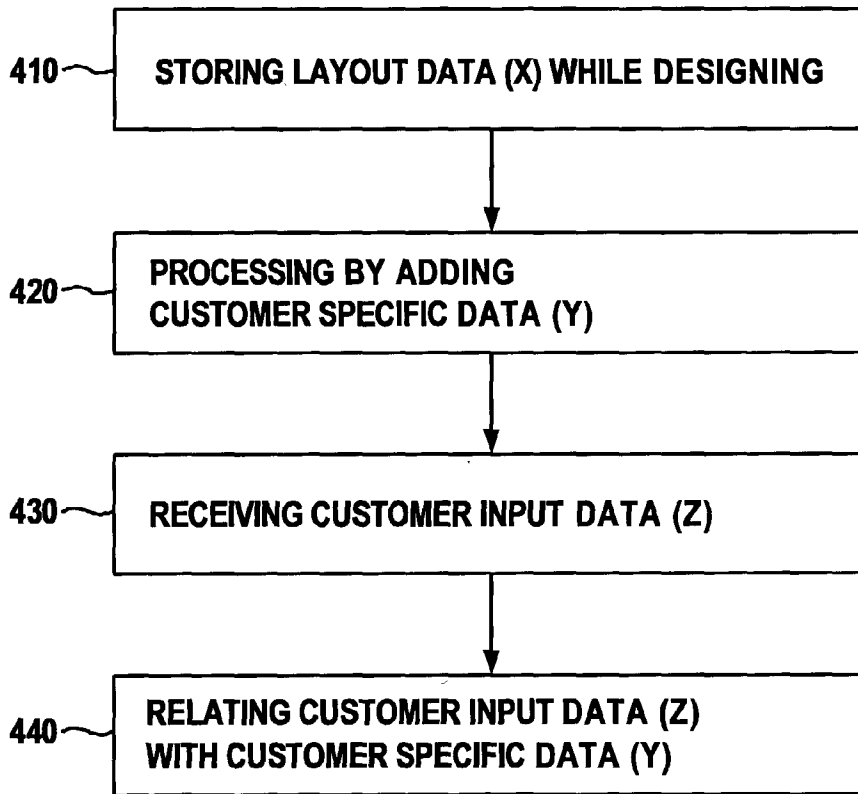 410
STORING LAYOUT DATA (X) WHILE DESIGNING
420
PROCESSING BY ADDING
CUSTOMER SPECIFIC DATA (Y)
430
RECEIVING CUSTOMER INPUT DATA (Z)
440
RELATING CUSTOMER INPUT DATA (Z)
WITH CUSTOMER SPECIFIC DATA (Y)